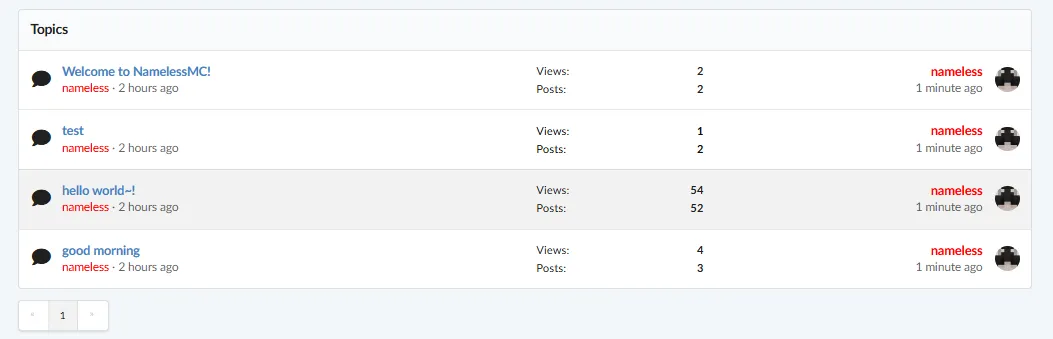 Topics
Welcome to NamelessMC!
nameless · 2 hours ago
Views: 2
Posts: 2
nameless
1 minute ago
test
nameless · 2 hours ago
Views: 1
Posts: 2
nameless
1 minute ago
hello world~!
nameless · 2 hours ago
Views: 54
Posts: 52
nameless
1 minute ago
good morning
nameless · 2 hours ago
Views: 4
Posts: 3
nameless
1 minute ago
« 1 »